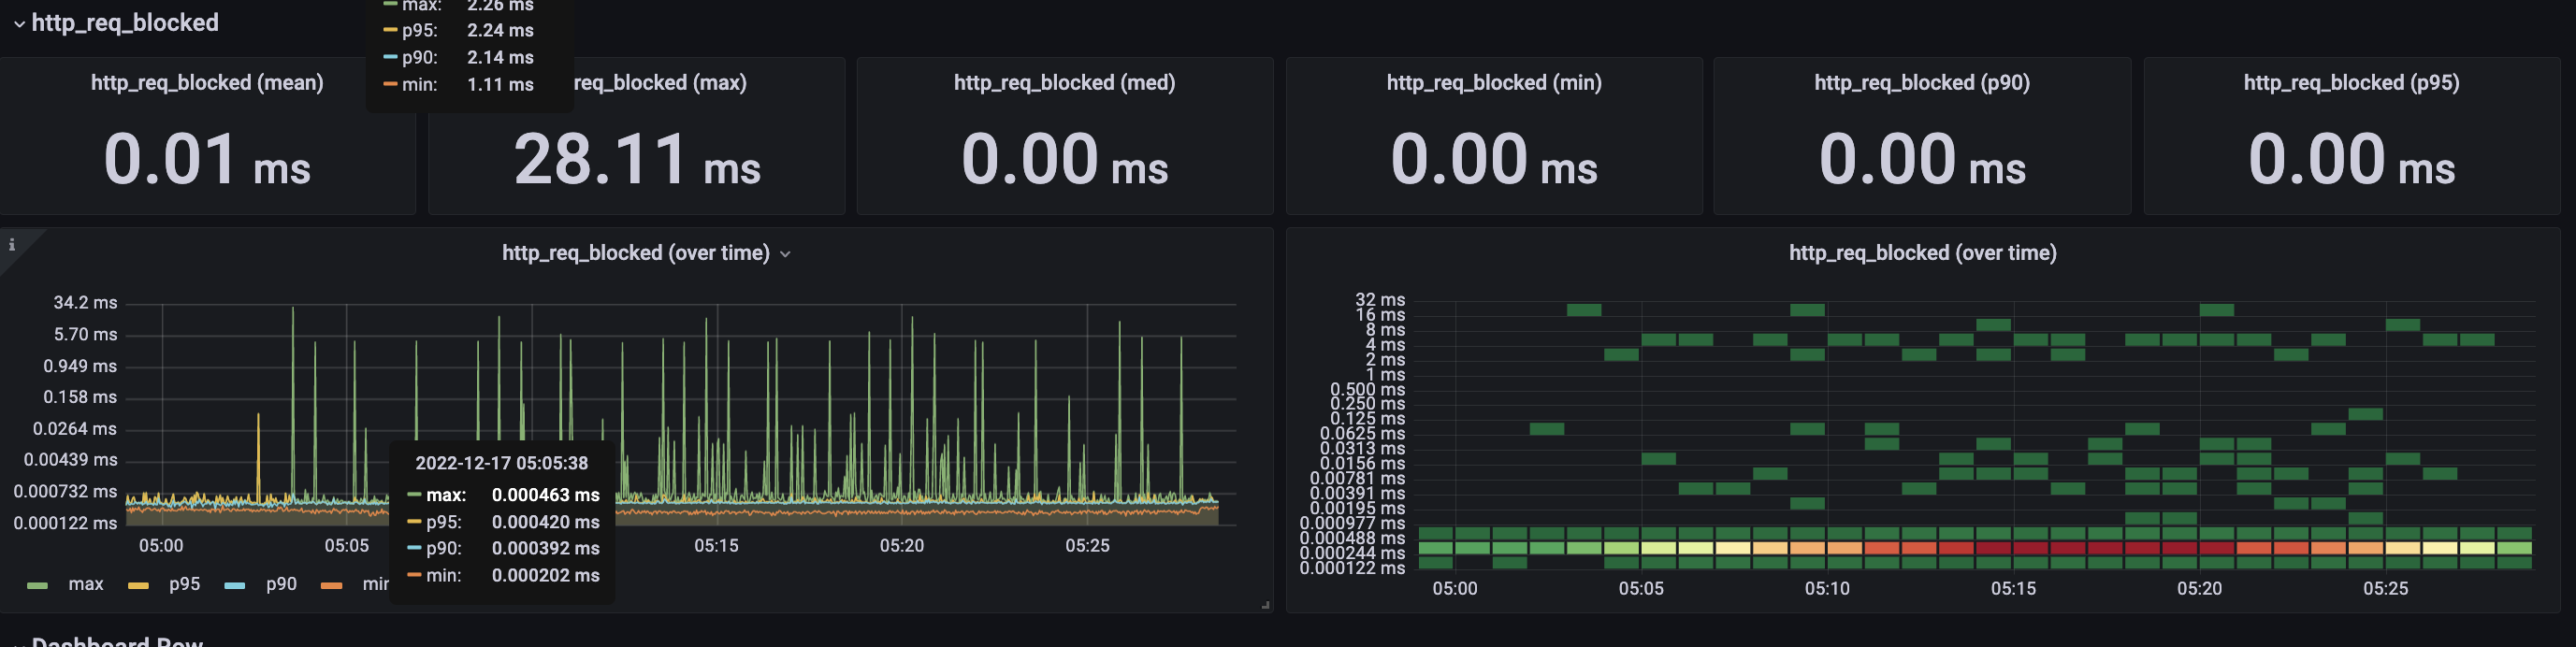 http_req_blocked
max: 2.26 ms
p95: 2.24 ms
p90: 2.14 ms
min: 1.11 ms
http_req_blocked (mean)
0.01 ms
req_blocked (max)
28.11 ms
http_req_blocked (med)
0.00 ms
http_req_blocked (min)
0.00 ms
http_req_blocked (p90)
0.00 ms
http_req_blocked (p95)
0.00 ms
i
http_req_blocked (over time)
34.2 ms
5.70 ms
0.949 ms
0.158 ms
0.0264 ms
0.00439 ms
0.000732 ms
0.000122 ms
05:00
05:05
05:15
05:20
05:25
max
p95
p90
min
2022-12-17 05:05:38
max: 0.000463 ms
p95: 0.000420 ms
p90: 0.000392 ms
min: 0.000202 ms
http_req_blocked (over time)
32 ms
16 ms
8 ms
4 ms
2 ms
1 ms
0.500 ms
0.250 ms
0.125 ms
0.0625 ms
0.0313 ms
0.0156 ms
0.00781 ms
0.00391 ms
0.00195 ms
0.000977 ms
0.000488 ms
0.000244 ms
0.000122 ms
05:00
05:05
05:10
05:15
05:20
05:25
Dashboard Row